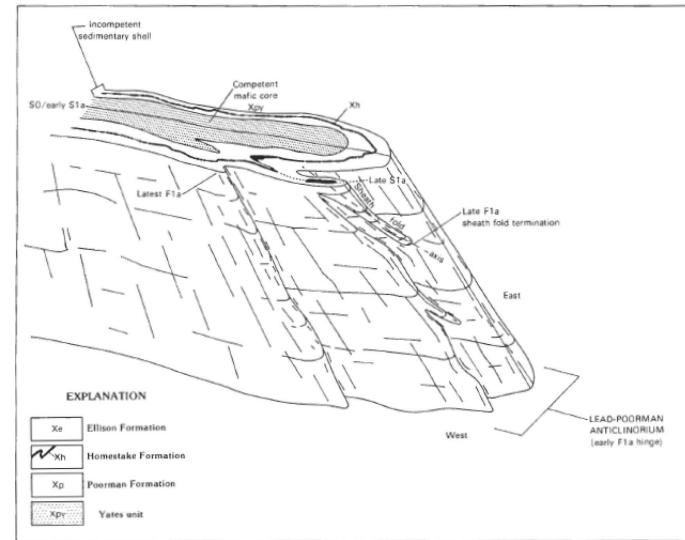 Incompetent
sedimentary shell
Competent
mafic core
Xpy
Xh
S0/early S1a
Latest F1a
Late S1a
Sheath
fold
axis
Late F1a
sheath fold termination
East
West
LEAD-POORMAN
ANTICLINORIUM
(early F1a hinge)
EXPLANATION
Xe Ellison Formation
Xh Homestake Formation
Xp Poorman Formation
Xpy Yates unit